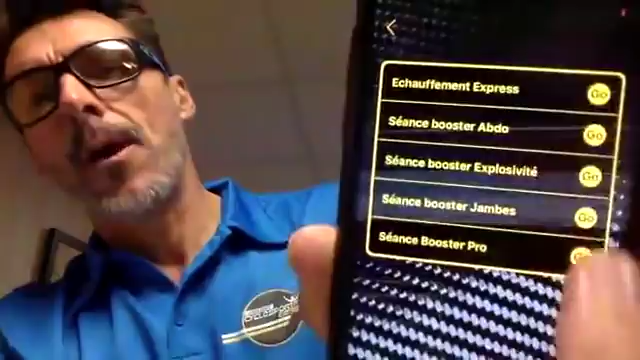 Echauffement Express
Go
Séance booster Abdo
Go
Séance booster Explosivité
Go
Séance booster Jambes
Go
Séance Booster Pro